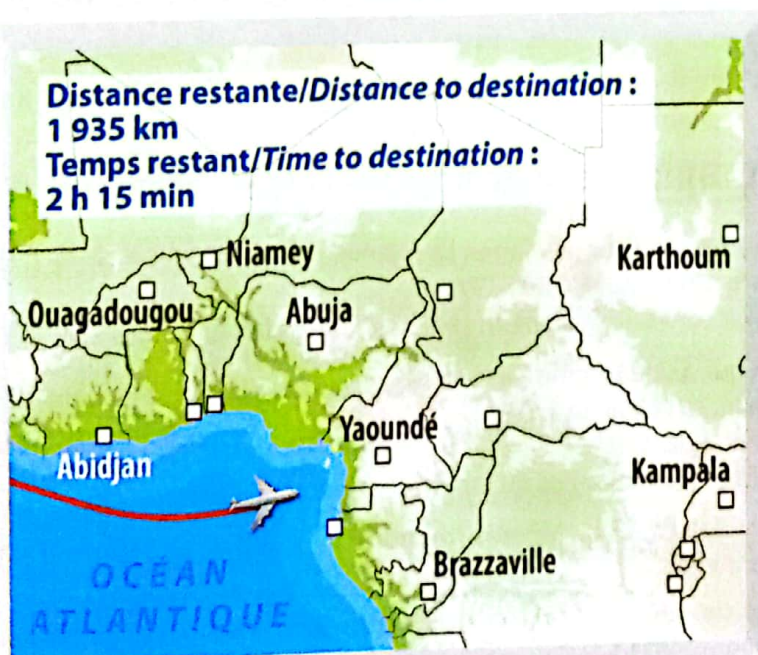 Distance restante/Distance to destination :
1 935 km
Temps restant/Time to destination :
2 h 15 min
Niamey
Karthoum
Ouagadougou
Abuja
Yaoundé
Abidjan
Kampala
Brazzaville
OCÉAN
ATLANTIQUE